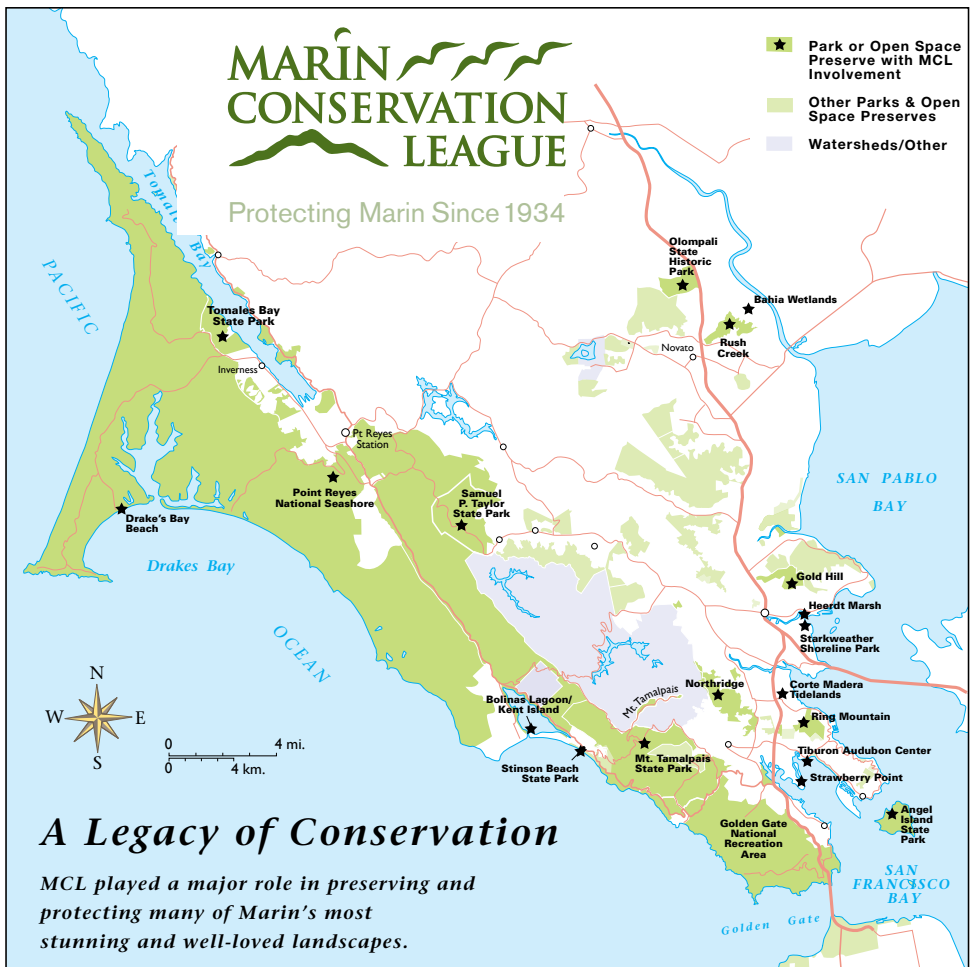 MARIN
CONSERVATION
LEAGUE
Protecting Marin Since 1934
Park or Open Space
Preserve with MCL
Involvement
Other Parks & Open
Space Preserves
Watersheds/Other
Tomales
Bay
PACIFIC
OCEAN
Olompali
State
Historic
Park
Bahia Wetlands
Rush
Creek
Novato
Tomales Bay
State Park
Inverness
Pt Reyes
Station
Point Reyes
National Seashore
Samuel
P. Taylor
State Park
Drake's Bay
Beach
Drakes Bay
SAN PABLO
BAY
Gold Hill
Heerdt Marsh
Starkweather
Shoreline Park
Northridge
Mt. Tamalpais
Corte Madera
Tidelands
Ring Mountain
Bolinas Lagoon/
Kent Island
Stinson Beach
State Park
Mt. Tamalpais
State Park
Tiburon Audubon Center
Strawberry Point
Angel
Island
State
Park
Golden Gate
National
Recreation
Area
SAN
FRANCISCO
BAY
Golden Gate
N
W
E
S
0 4 mi.
0 4 km.
A Legacy of Conservation
MCL played a major role in preserving and
protecting many of Marin's most
stunning and well-loved landscapes.